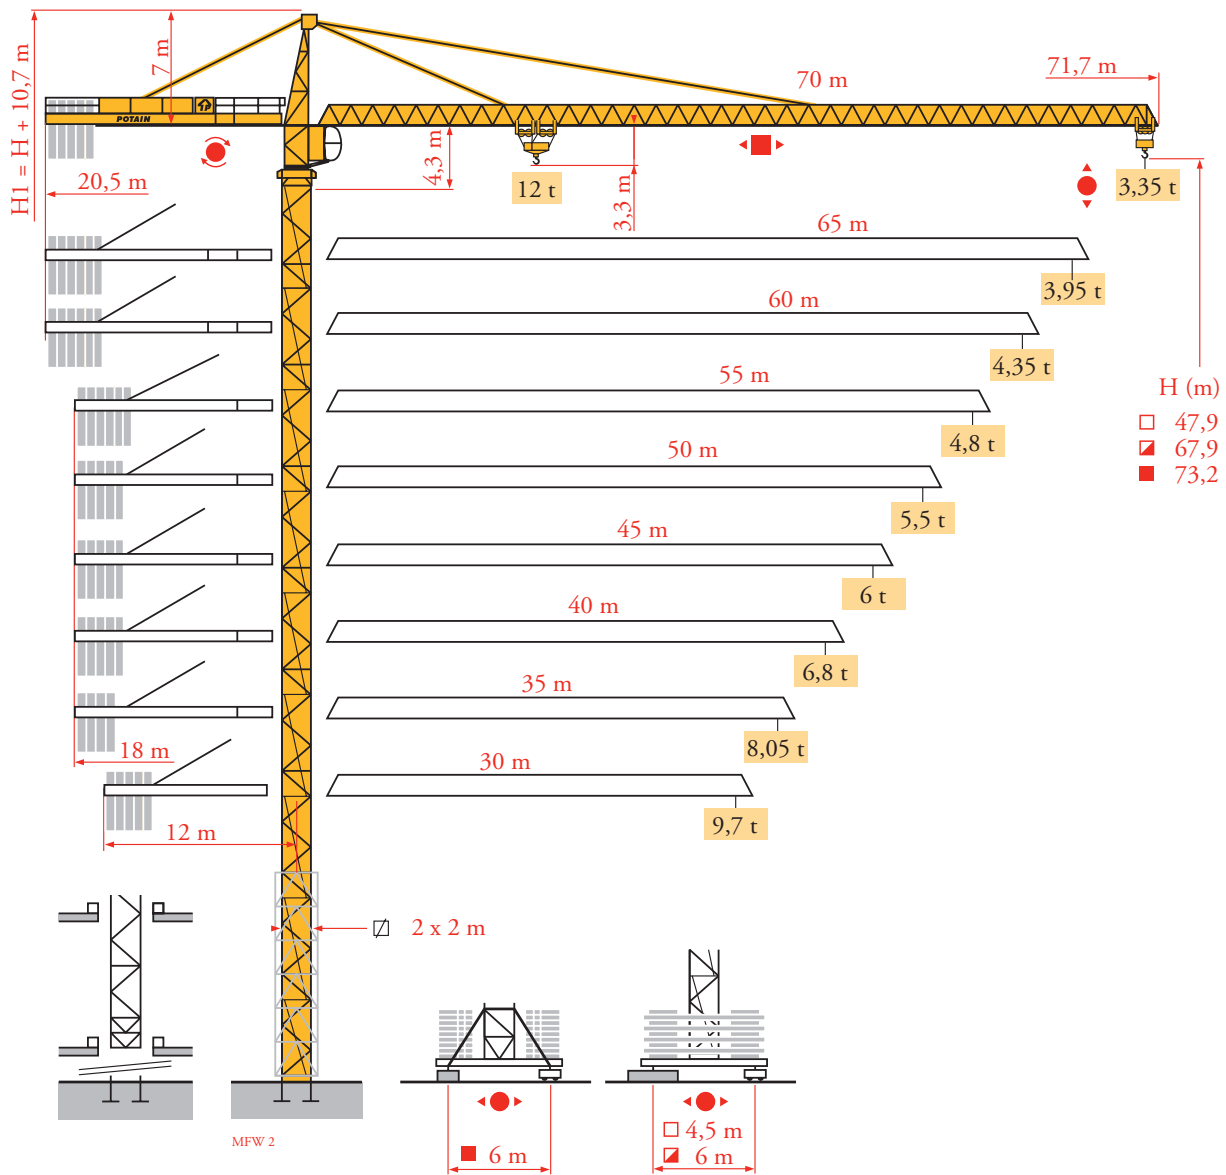 H1 = H + 10,7 m
7 m
70 m
71,7 m
POTAIN
20,5 m
4,3 m
12 t
3,3 m
3,35 t
65 m
3,95 t
60 m
4,35 t
55 m
4,8 t
H (m)
47,9
67,9
73,2
50 m
5,5 t
45 m
6 t
40 m
6,8 t
35 m
8,05 t
18 m
30 m
9,7 t
12 m
2 x 2 m
MFW 2
6 m
4,5 m
6 m